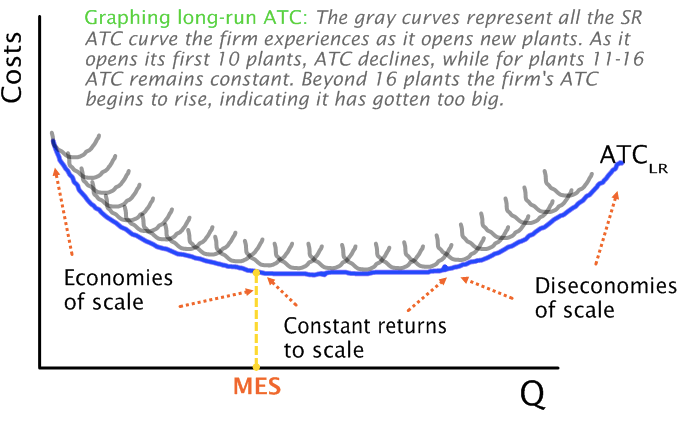 Graphing long-run ATC: The gray curves represent all the SR
ATC curve the firm experiences as it opens new plants. As it
opens its first 10 plants, ATC declines, while for plants 11-16
ATC remains constant. Beyond 16 plants the firm's ATC
begins to rise, indicating it has gotten too big.
Costs
ATCLR
Economies
of scale
Diseconomies
of scale
Constant returns
to scale
MES
Q